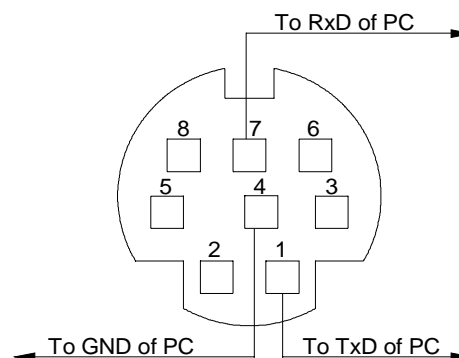 To RxD of PC
8 7 6
5 4 3
2 1
To GND of PC To TxD of PC